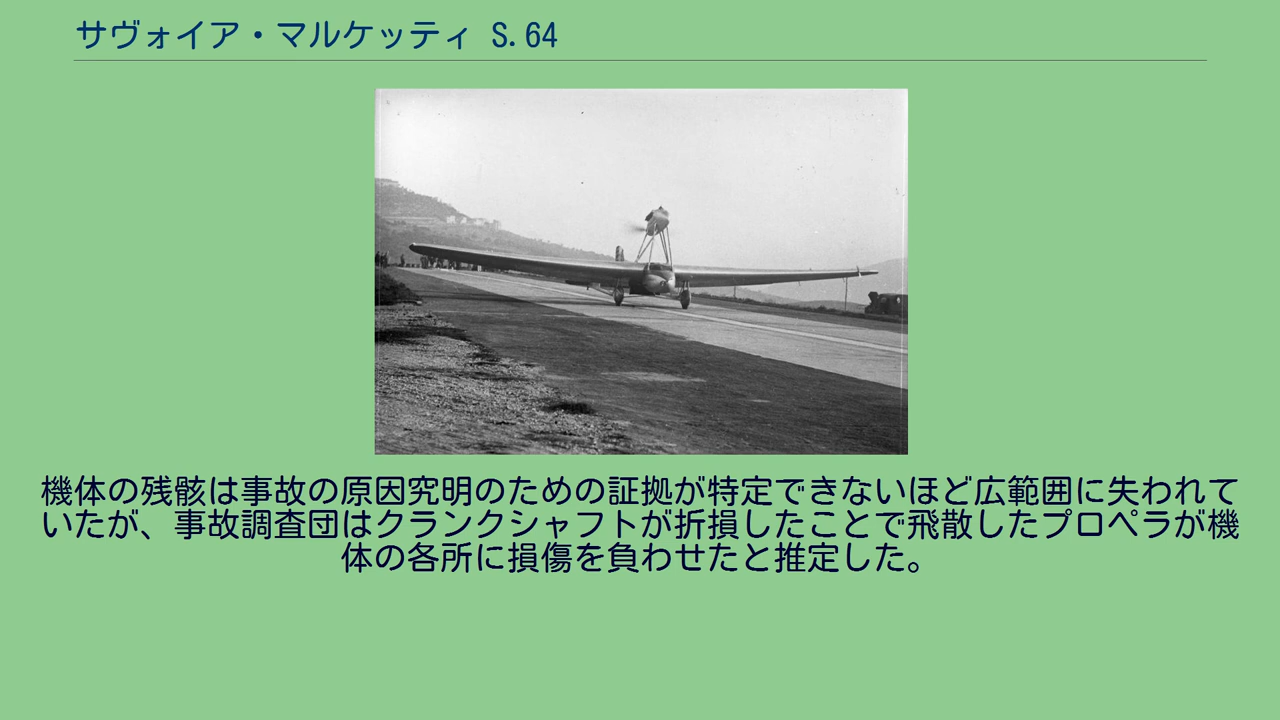 サヴォイア・マルケッティ S.64
機体の残骸は事故の原因究明のための証拠が特定できないほど広範囲に失われて
いたが、事故調査団はクランクシャフトが折損したことで飛散したプロペラが機
体の各所に損傷を負わせたと推定した。